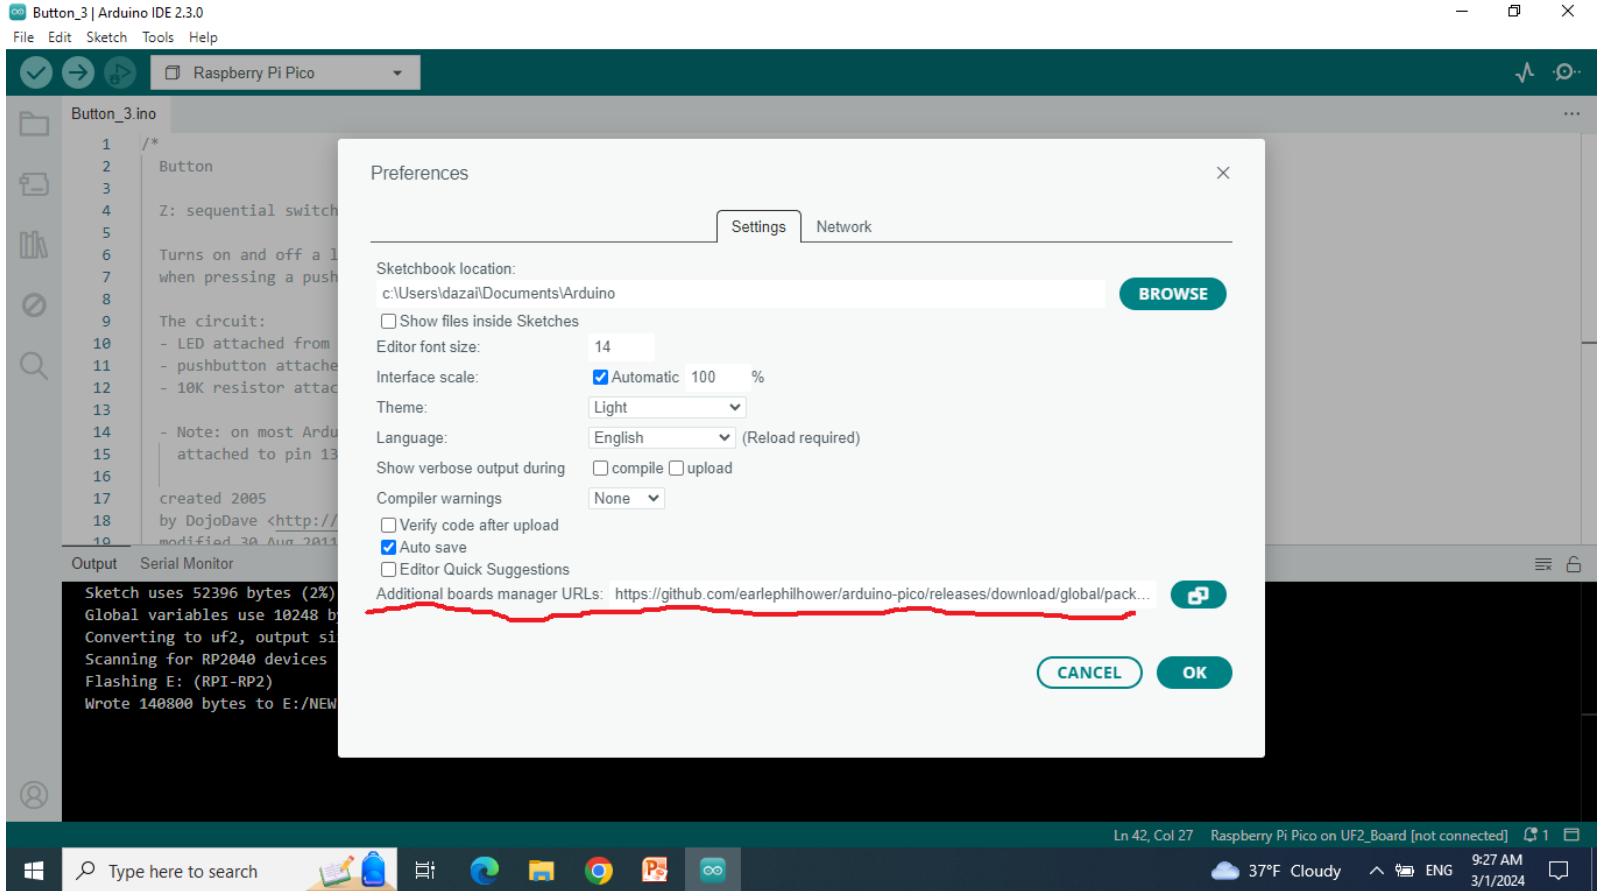 Button_3 | Arduino IDE 2.3.0
File Edit Sketch Tools Help
Raspberry Pi Pico
Button_3.ino
1 /*
2 Button
3
4 Z: sequential switch
5
6 Turns on and off a l
7 when pressing a push
8
9 The circuit:
10 - LED attached from
11 - pushbutton attache
12 - 10K resistor attac
13
14 - Note: on most Ardu
15 attached to pin 13
16
17 created 2005
18 by DojoDave <http://
19 modified 30 Aug 2011
Preferences
Settings Network
Sketchbook location:
c:\Users\dazai\Documents\Arduino
BROWSE
Show files inside Sketches
Editor font size: 14
Interface scale: Automatic 100 %
Theme: Light
Language: English (Reload required)
Show verbose output during compile upload
Compiler warnings None
Verify code after upload
Auto save
Editor Quick Suggestions
Additional boards manager URLs: https://github.com/earlephilhower/arduino-pico/releases/download/global/pack...
CANCEL OK
Output Serial Monitor
Sketch uses 52396 bytes (2%)
Global variables use 10248 b
Converting to uf2, output si
Scanning for RP2040 devices
Flashing E: (RPI-RP2)
Wrote 140800 bytes to E:/NEW
Ln 42, Col 27 Raspberry Pi Pico on UF2_Board [not connected] 1
Type here to search
37°F Cloudy ENG
9:27 AM
3/1/2024